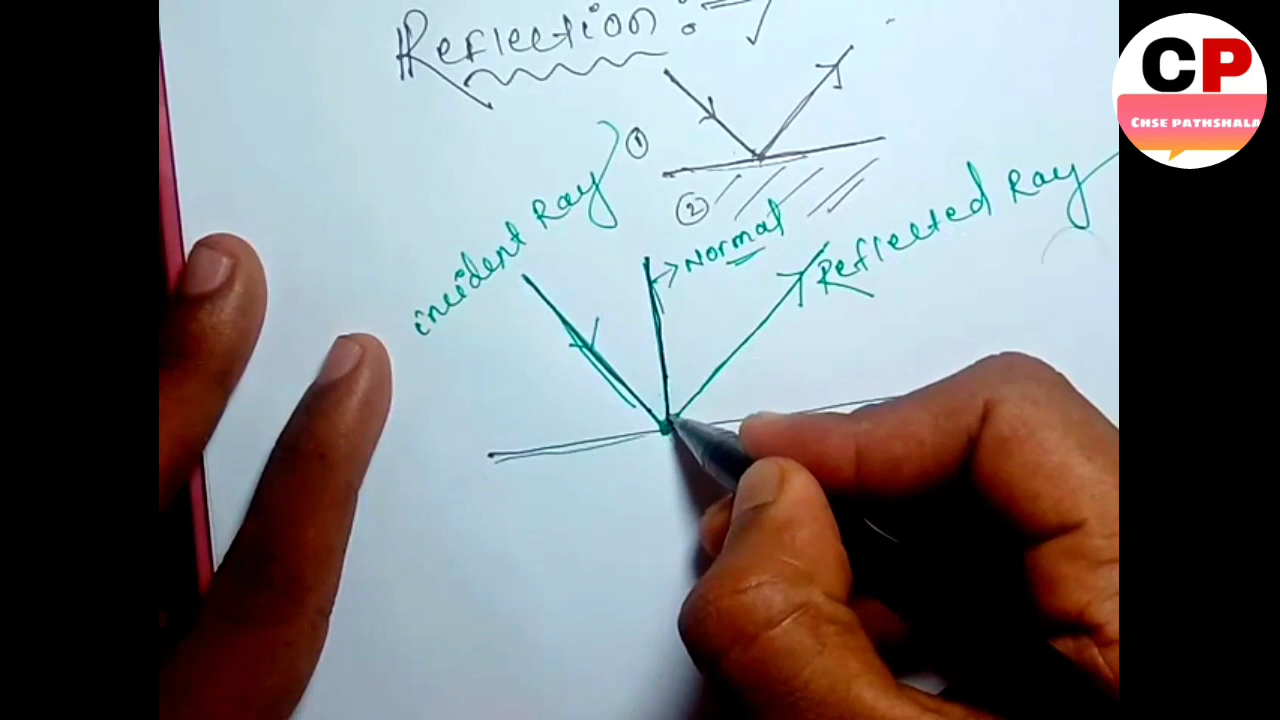 Reflection :
CP
CHSE PATHSHALA
①
②
incident Ray
Normal
Reflected Ray